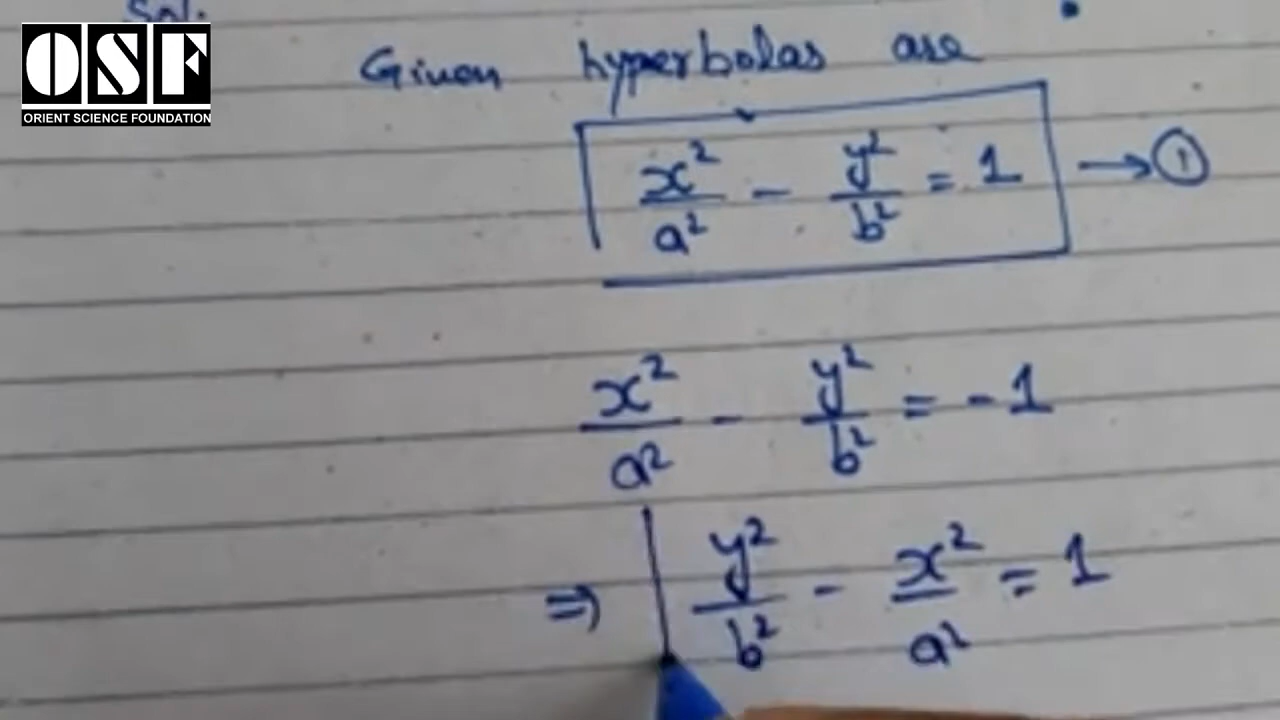 Sol.
OSF
ORIENT SCIENCE FOUNDATION
Given hyperbolas are
x²/a² - y²/b² = 1 → ①
x²/a² - y²/b² = -1
⇒ y²/b² - x²/a² = 1